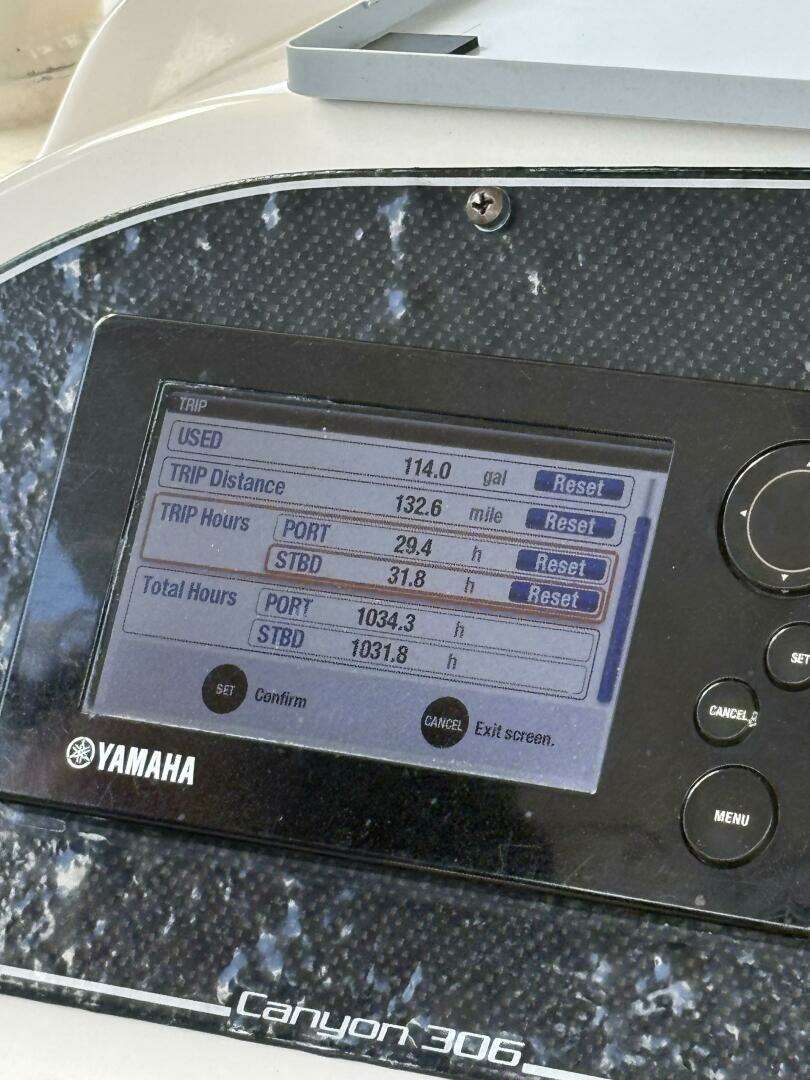 TRIP
USED 114.0 gal Reset
TRIP Distance 132.6 mile Reset
TRIP Hours PORT 29.4 h Reset
STBD 31.8 h Reset
Total Hours PORT 1034.3 h
STBD 1031.8 h
SET Confirm CANCEL Exit screen.
SET
CANCEL
MENU
YAMAHA
Canyon 306